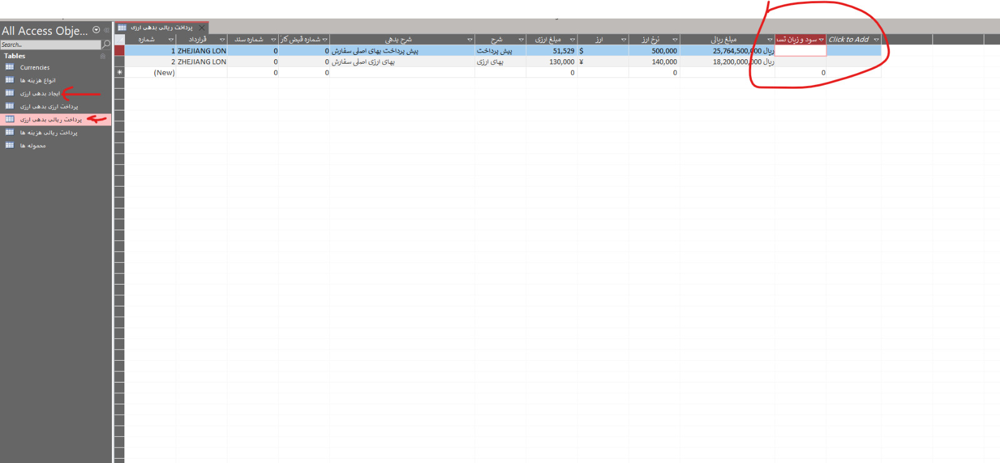 All Access Obje...
Search..
Tables
Currencies
انواع هزینه ها
ایجاد بدهی ارزی
پرداخت ارزی بدهی ارزی
پرداخت ریالی بدهی ارزی
پرداخت ریالی هزینه ها
محموله ها
پرداخت ریالی بدهی ارزی
شماره قرارداد شماره سند شماره قبض کار شرح بدهی شرح مبلغ ارزی ارز نرخ ارز مبلغ ریالی سود و زیان تسا Click to Add
1 ZHEJIANG LON 0 0 پیش پرداخت بهای اصلی سفارش پیش پرداخت 51,529 $ 500,000 25,764,500,000 ریال
2 ZHEJIANG LON 0 0 بهای ارزی اصلی سفارش بهای ارزی 130,000 ¥ 140,000 18,200,000,000 ریال
(New) 0 0 0 0 0